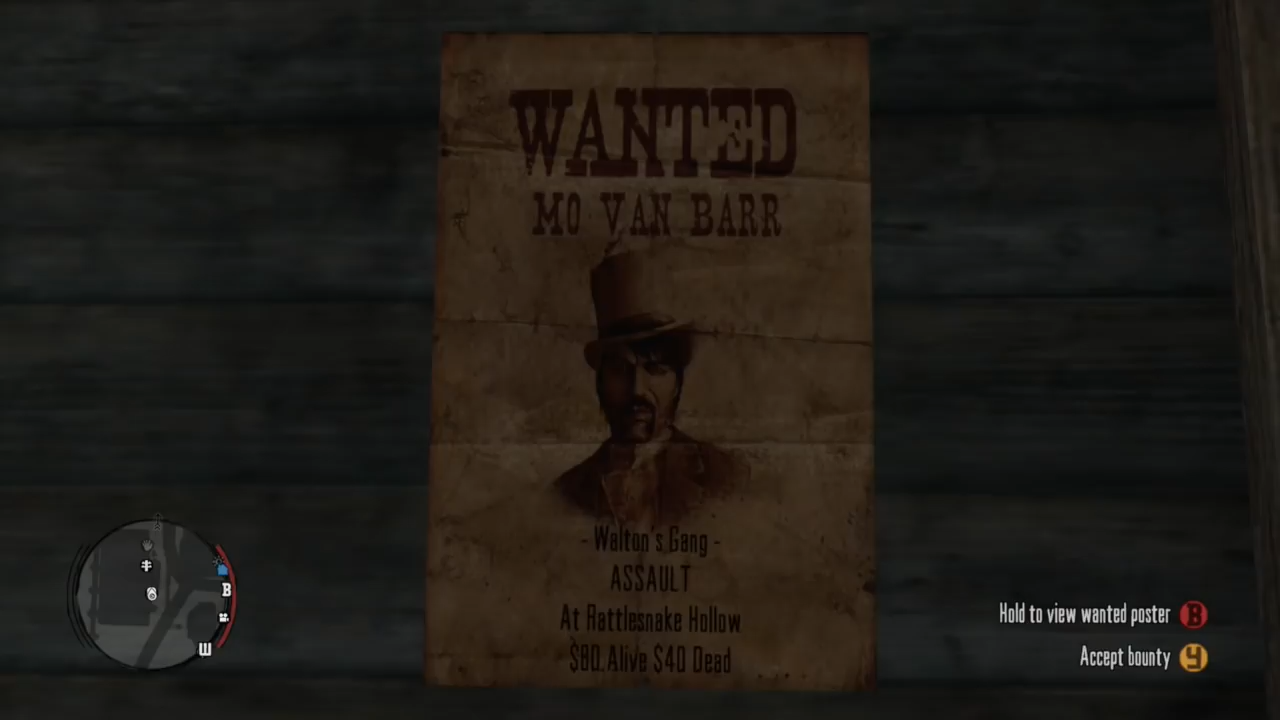 WANTED
MO VAN BARR
- Walton's Gang -
ASSAULT
At Rattlesnake Hollow
$80 Alive $40 Dead
Hold to view wanted poster B
Accept bounty Y
B
W